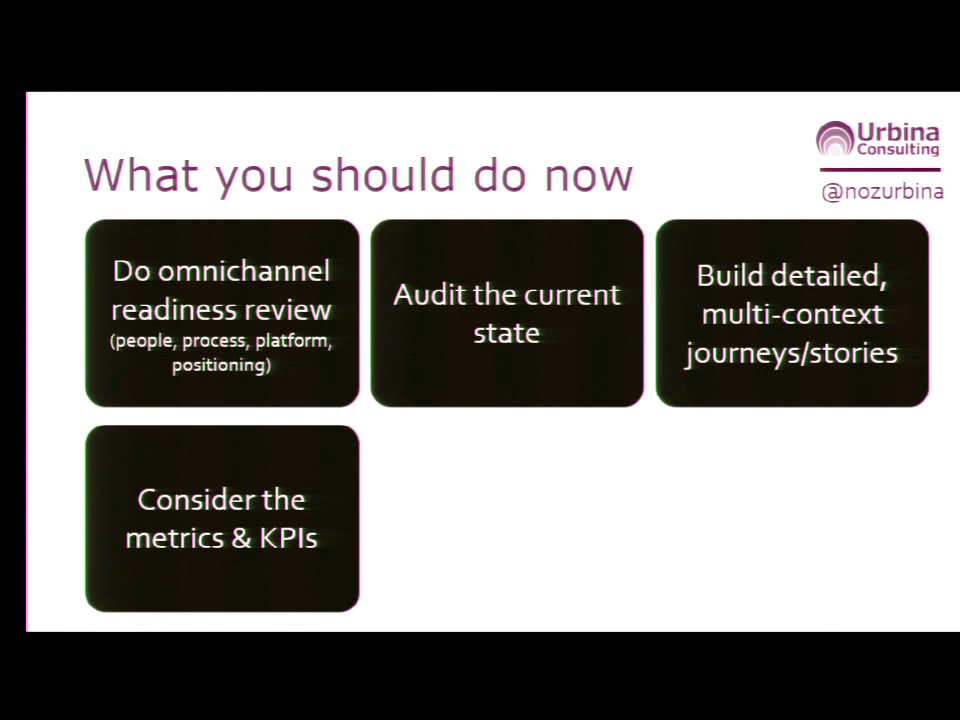 Urbina
Consulting
@nozurbina
What you should do now
Do omnichannel
readiness review
(people, process, platform,
positioning)
Audit the current
state
Build detailed,
multi-context
journeys/stories
Consider the
metrics & KPIs